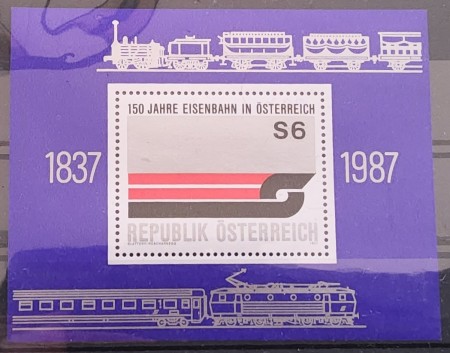 150 JAHRE EISENBAHN IN ÖSTERREICH
S6
1837
1987
REPUBLIK ÖSTERREICH